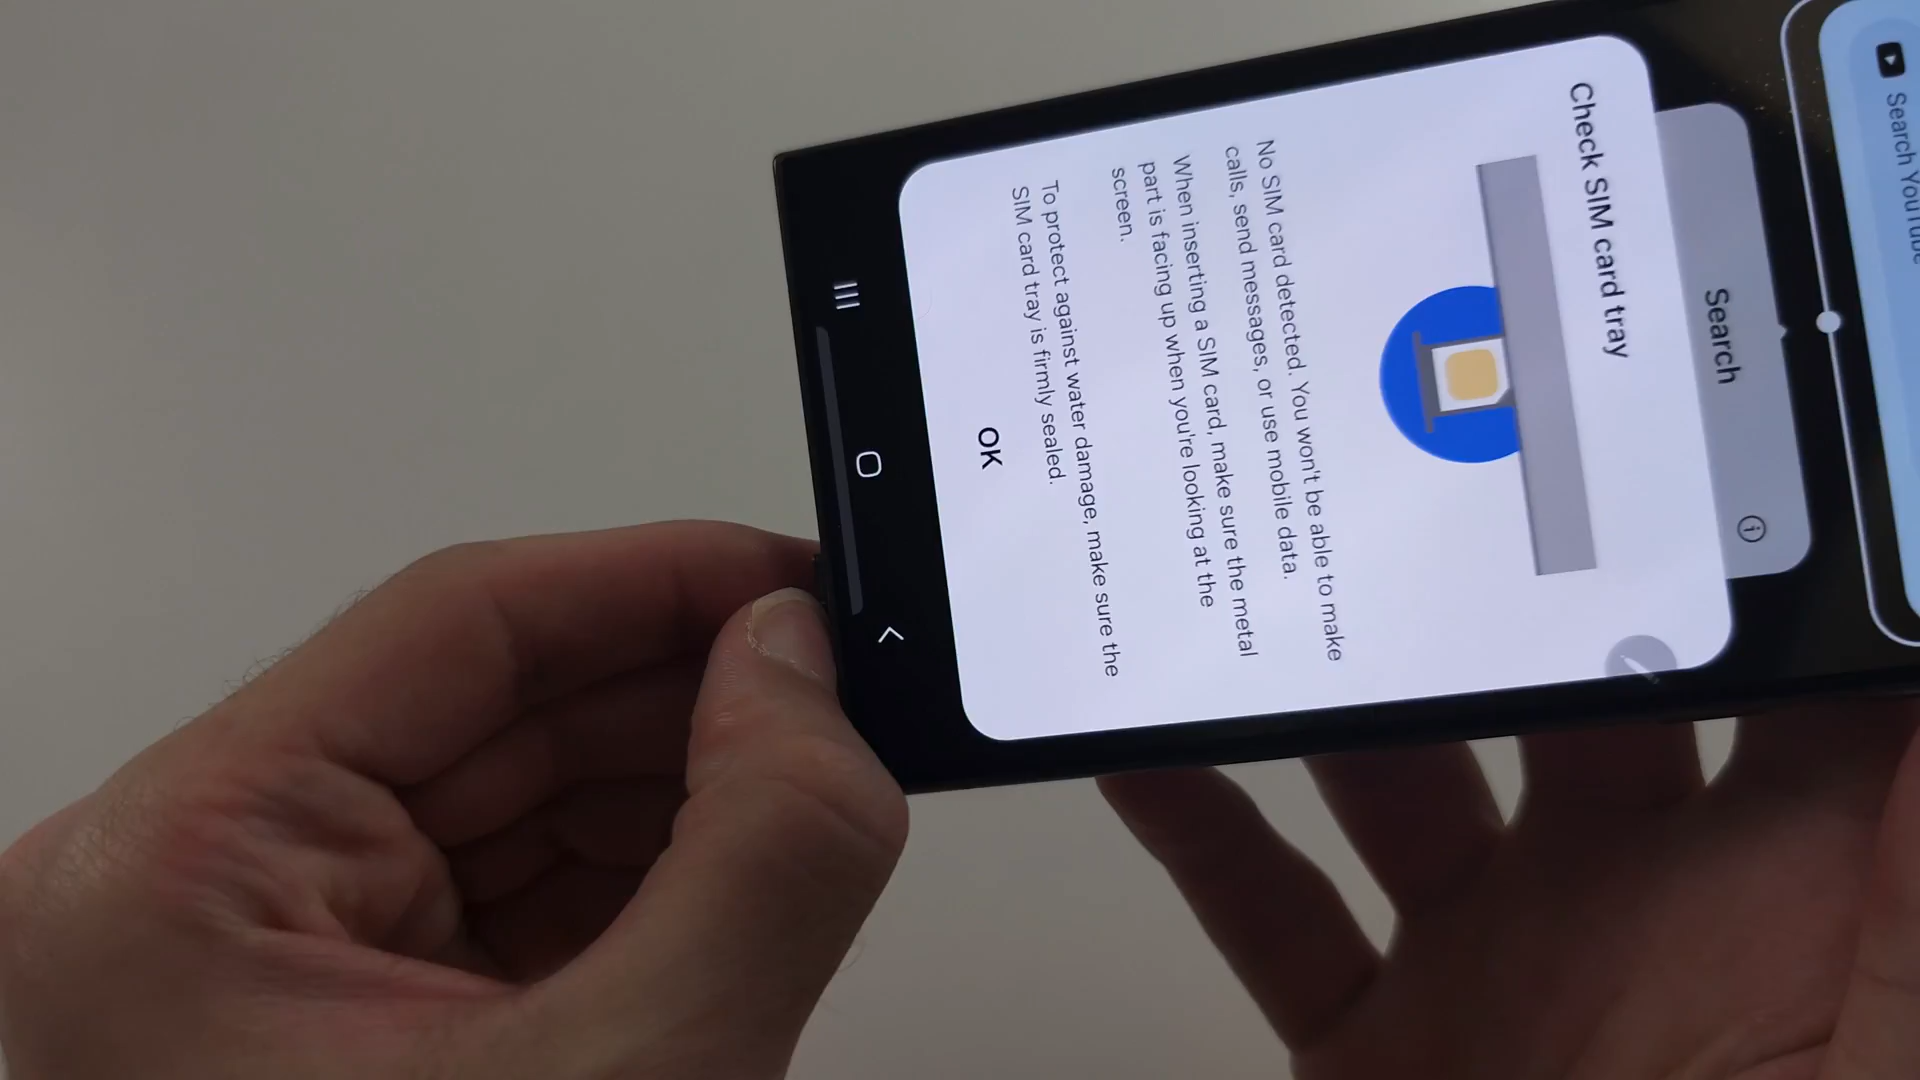 Search YouTube
Search
Check SIM card tray
No SIM card detected. You won't be able to make
calls, send messages, or use mobile data.
When inserting a SIM card, make sure the metal
part is facing up when you're looking at the
screen.
To protect against water damage, make sure the
SIM card tray is firmly sealed.
OK